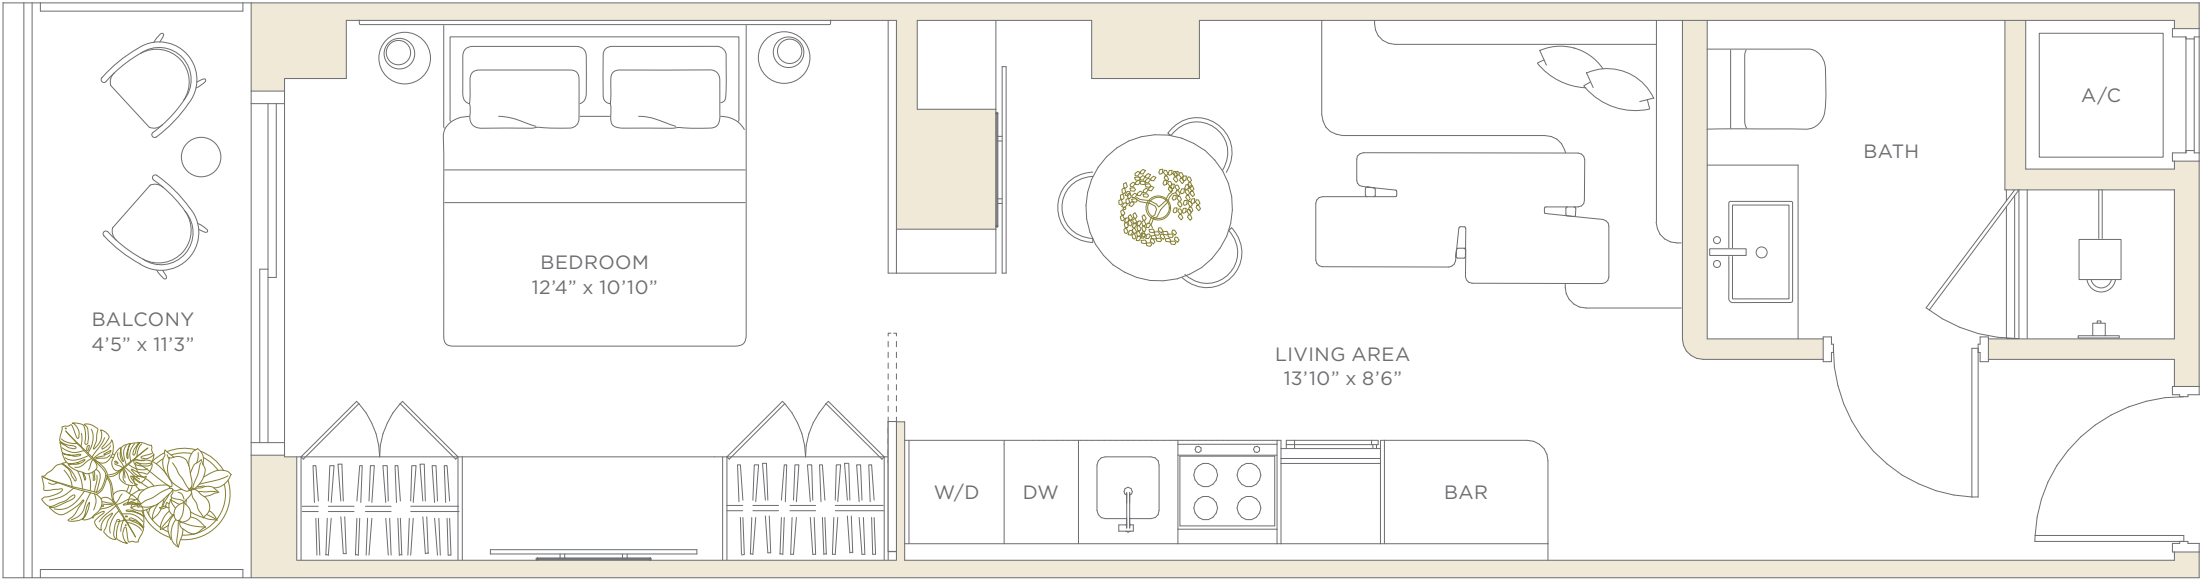 BALCONY
4’5” x 11’3”
BEDROOM
12’4” x 10’10”
LIVING AREA
13’10” x 8’6”
W/D
DW
BAR
BATH
A/C